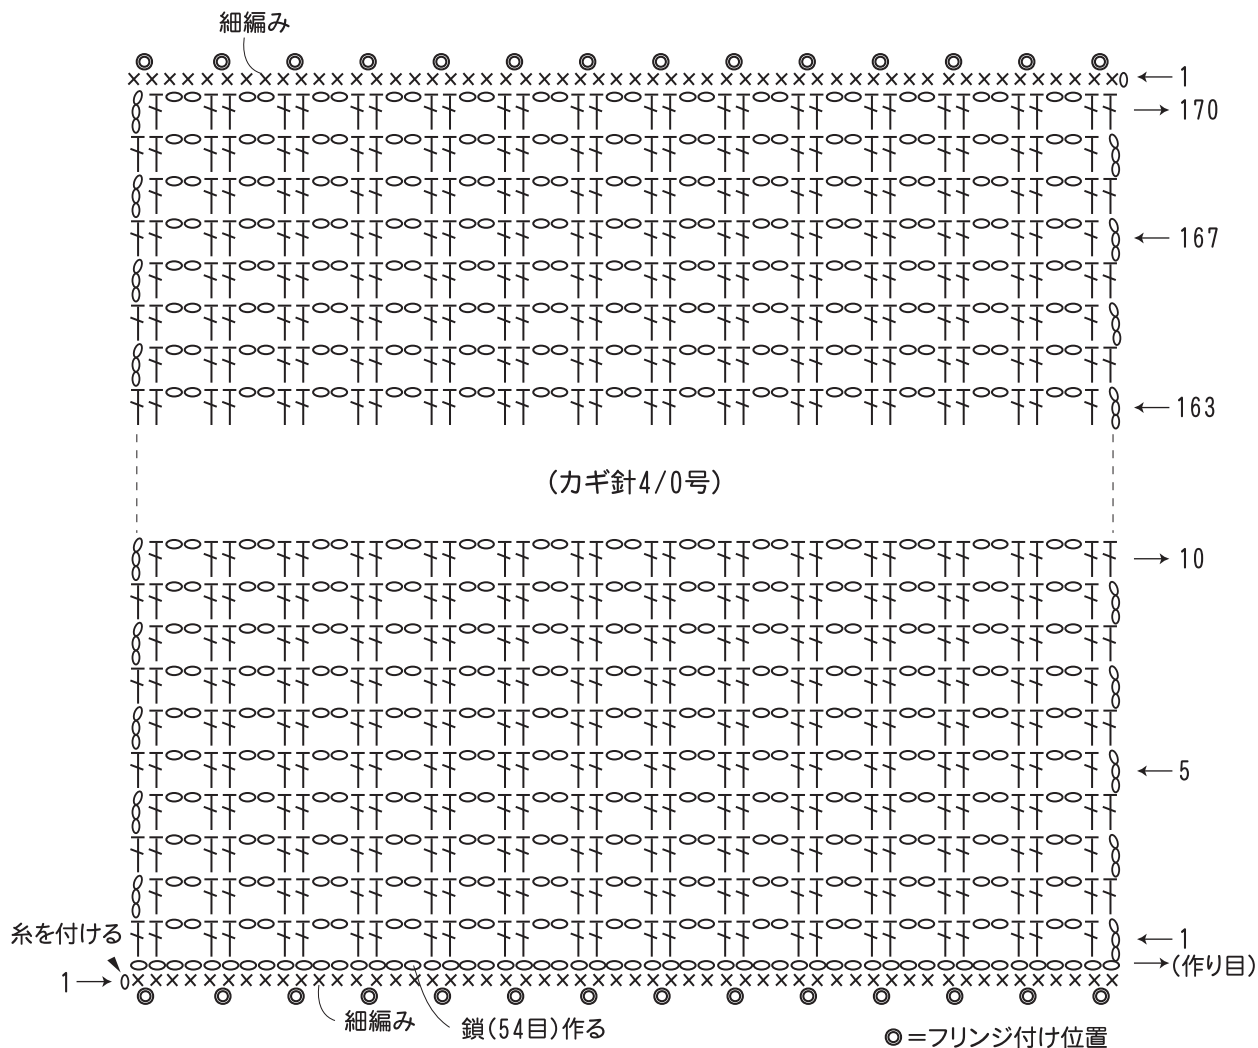 細編み
1
170
167
163
(カギ針4/0号)
10
5
糸を付ける
1
(作り目)
1
細編み
鎖(54目)作る
◎=フリンジ付け位置